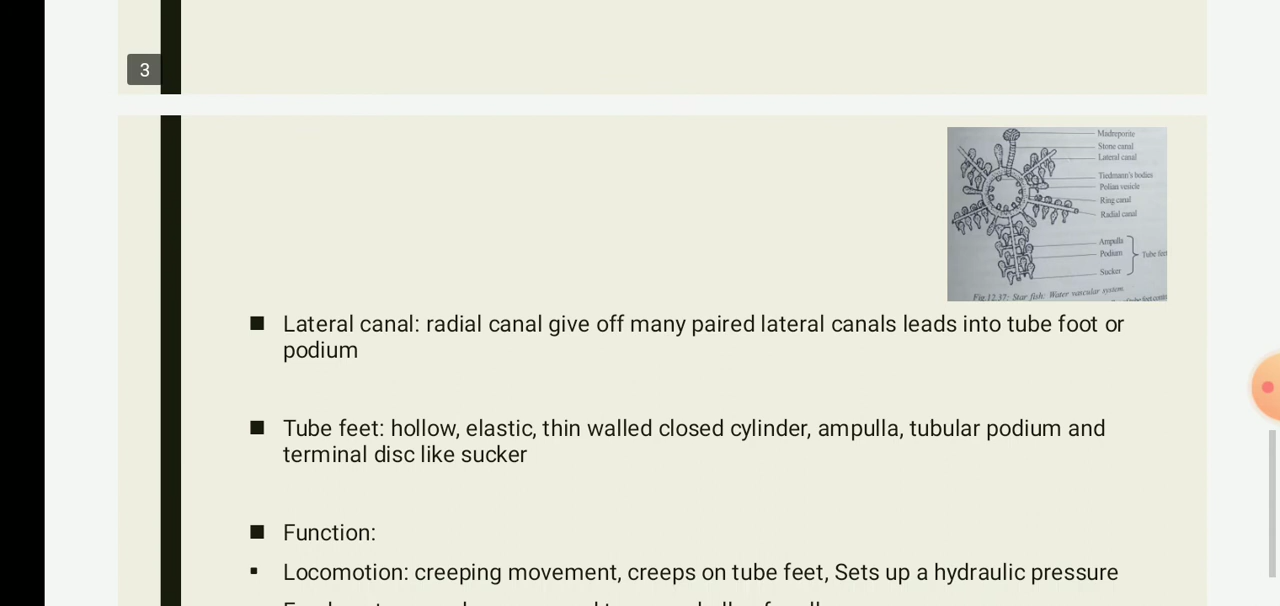 3
Madreporite
Stone canal
Lateral canal
Tiedmann's bodies
Polian vesicle
Ring canal
Radial canal
Ampulla
Podium
Tube feet
Sucker
Fig 12.37: Star fish: Water vascular system
■ Lateral canal: radial canal give off many paired lateral canals leads into tube foot or
podium
■ Tube feet: hollow, elastic, thin walled closed cylinder, ampulla, tubular podium and
terminal disc like sucker
■ Function:
▪ Locomotion: creeping movement, creeps on tube feet, Sets up a hydraulic pressure